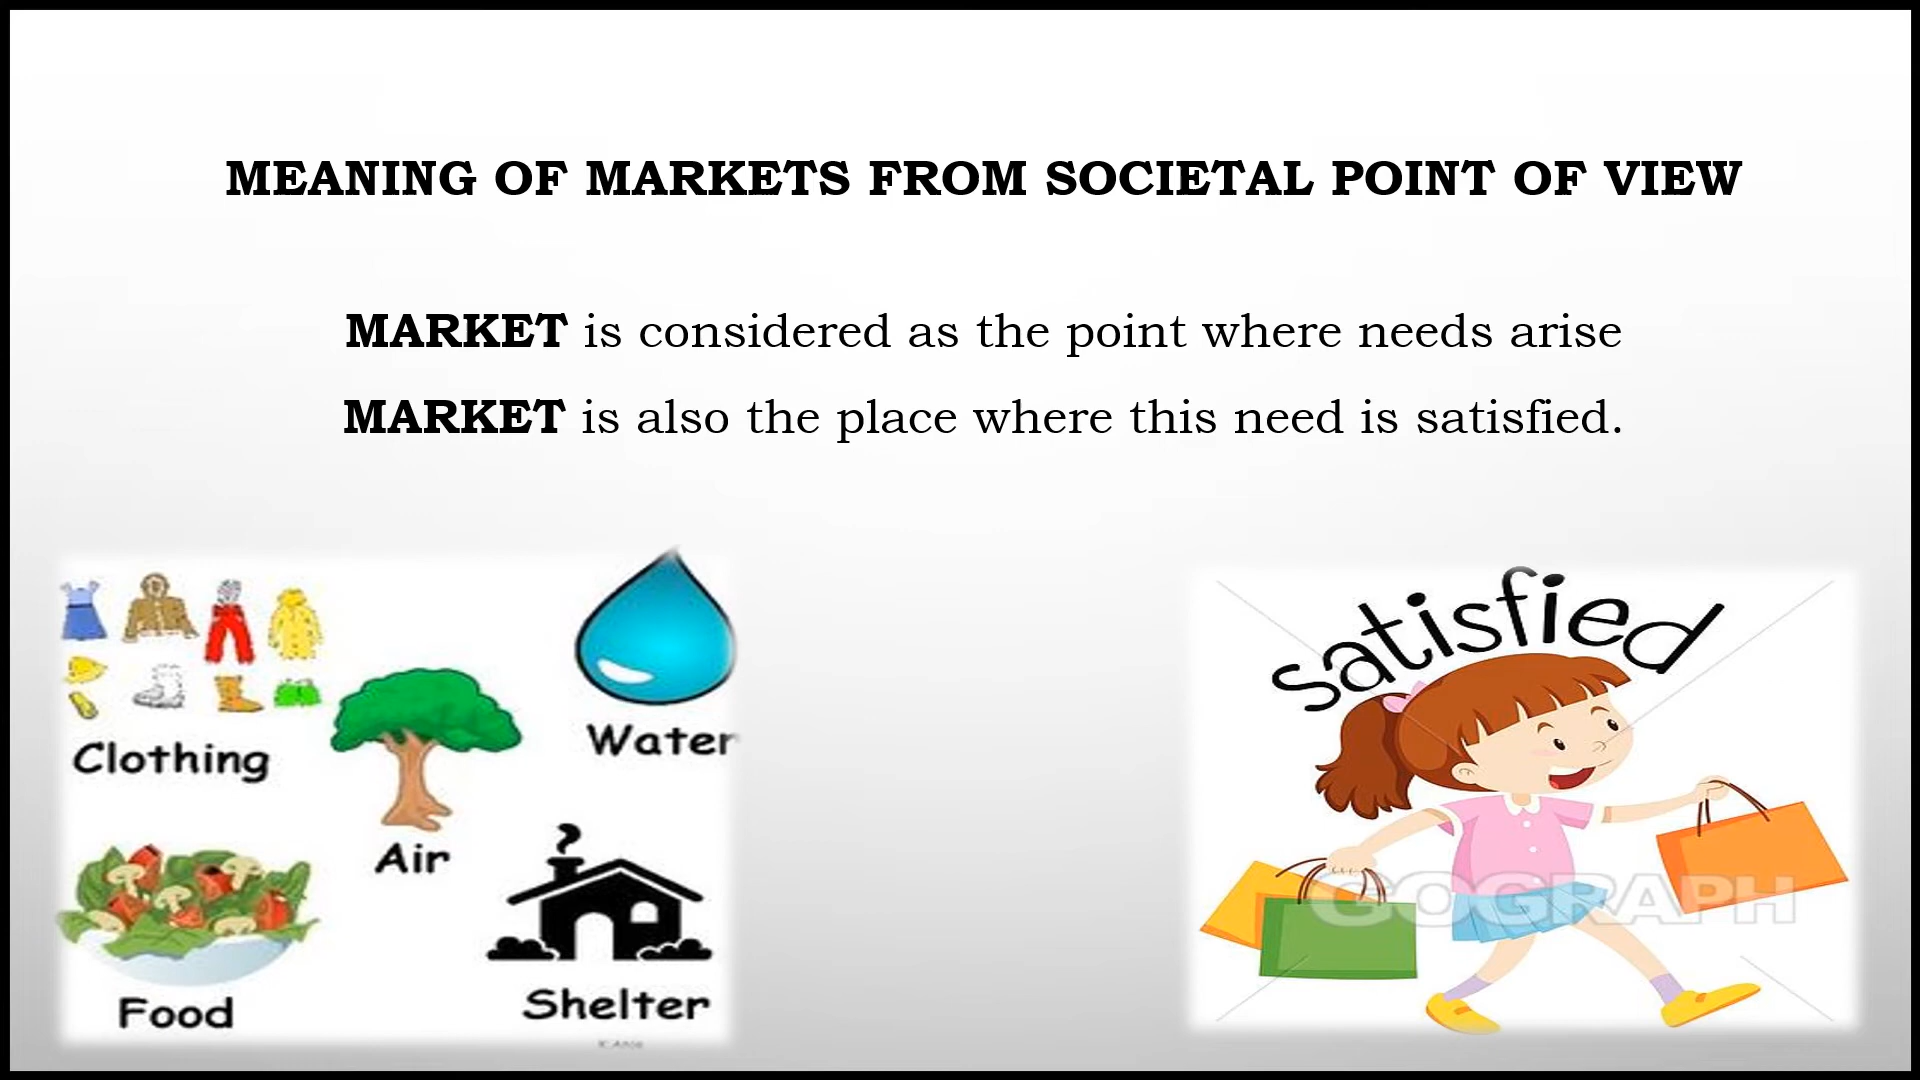 MEANING OF MARKETS FROM SOCIETAL POINT OF VIEW
MARKET is considered as the point where needs arise
MARKET is also the place where this need is satisfied.
Clothing
Water
Air
Food
Shelter
satisfied
GOGRAPH